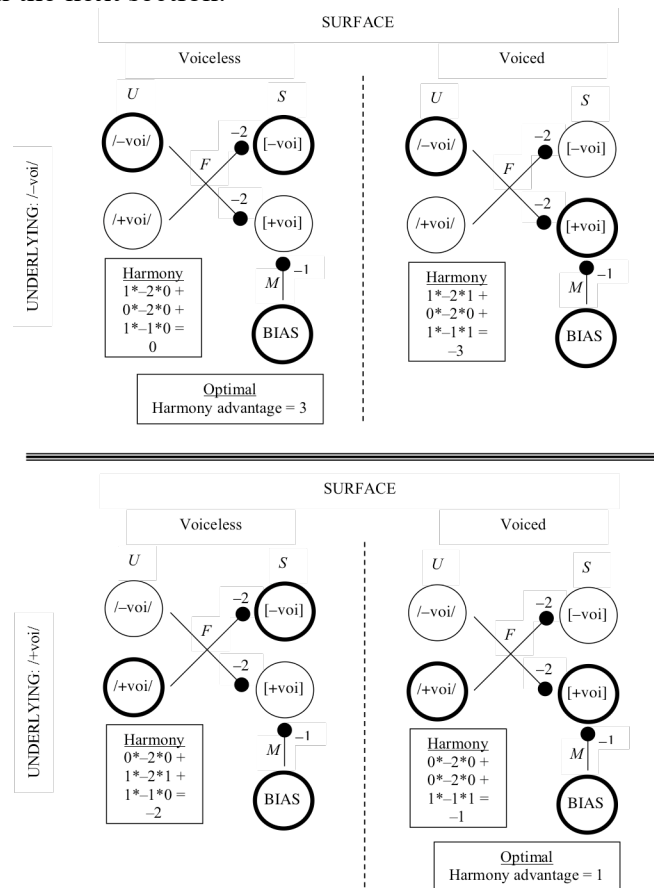 SURFACE
Voiceless
Voiced
UNDERLYING: /–voi/
U
S
/–voi/
–2
[–voi]
F
–2
/+voi/
[+voi]
–1
M
BIAS
Harmony
1*–2*0 +
0*–2*0 +
1*–1*0 =
0
Optimal
Harmony advantage = 3
U
S
/–voi/
–2
[–voi]
F
–2
/+voi/
[+voi]
–1
M
BIAS
Harmony
1*–2*1 +
0*–2*0 +
1*–1*1 =
–3
SURFACE
Voiceless
Voiced
UNDERLYING: /+voi/
U
S
/–voi/
–2
[–voi]
F
–2
/+voi/
[+voi]
–1
M
BIAS
Harmony
0*–2*0 +
1*–2*1 +
1*–1*0 =
–2
U
S
/–voi/
–2
[–voi]
F
–2
/+voi/
[+voi]
–1
M
BIAS
Harmony
0*–2*0 +
0*–2*0 +
1*–1*1 =
–1
Optimal
Harmony advantage = 1